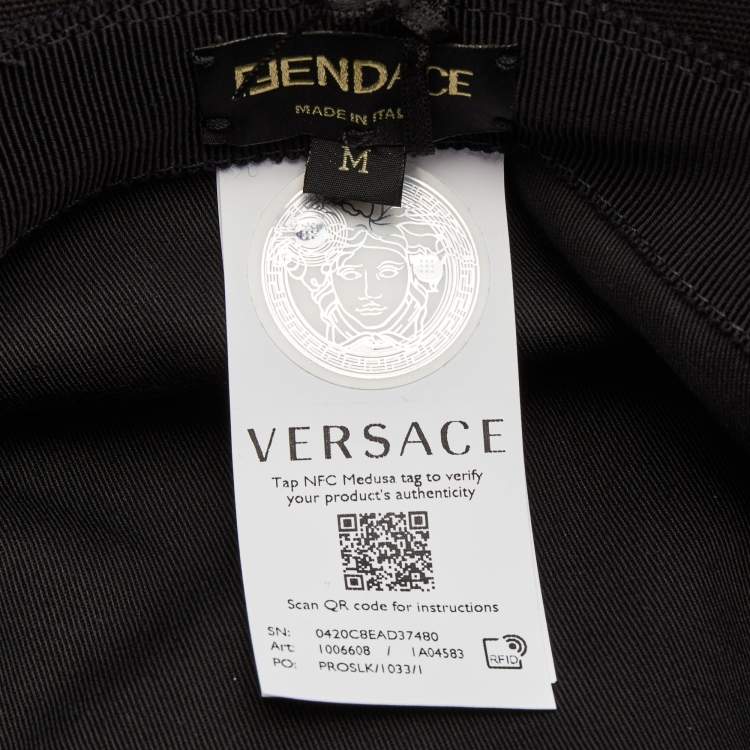 FENDACE
MADE IN ITAL
M
VERSACE
Tap NFC Medusa tag to verify
your product's authenticity
Scan QR code for instructions
SN: 0420C8EAD37480
Art: 1006608 / 1A04583
PO: PROSLK/1033/1
RFID